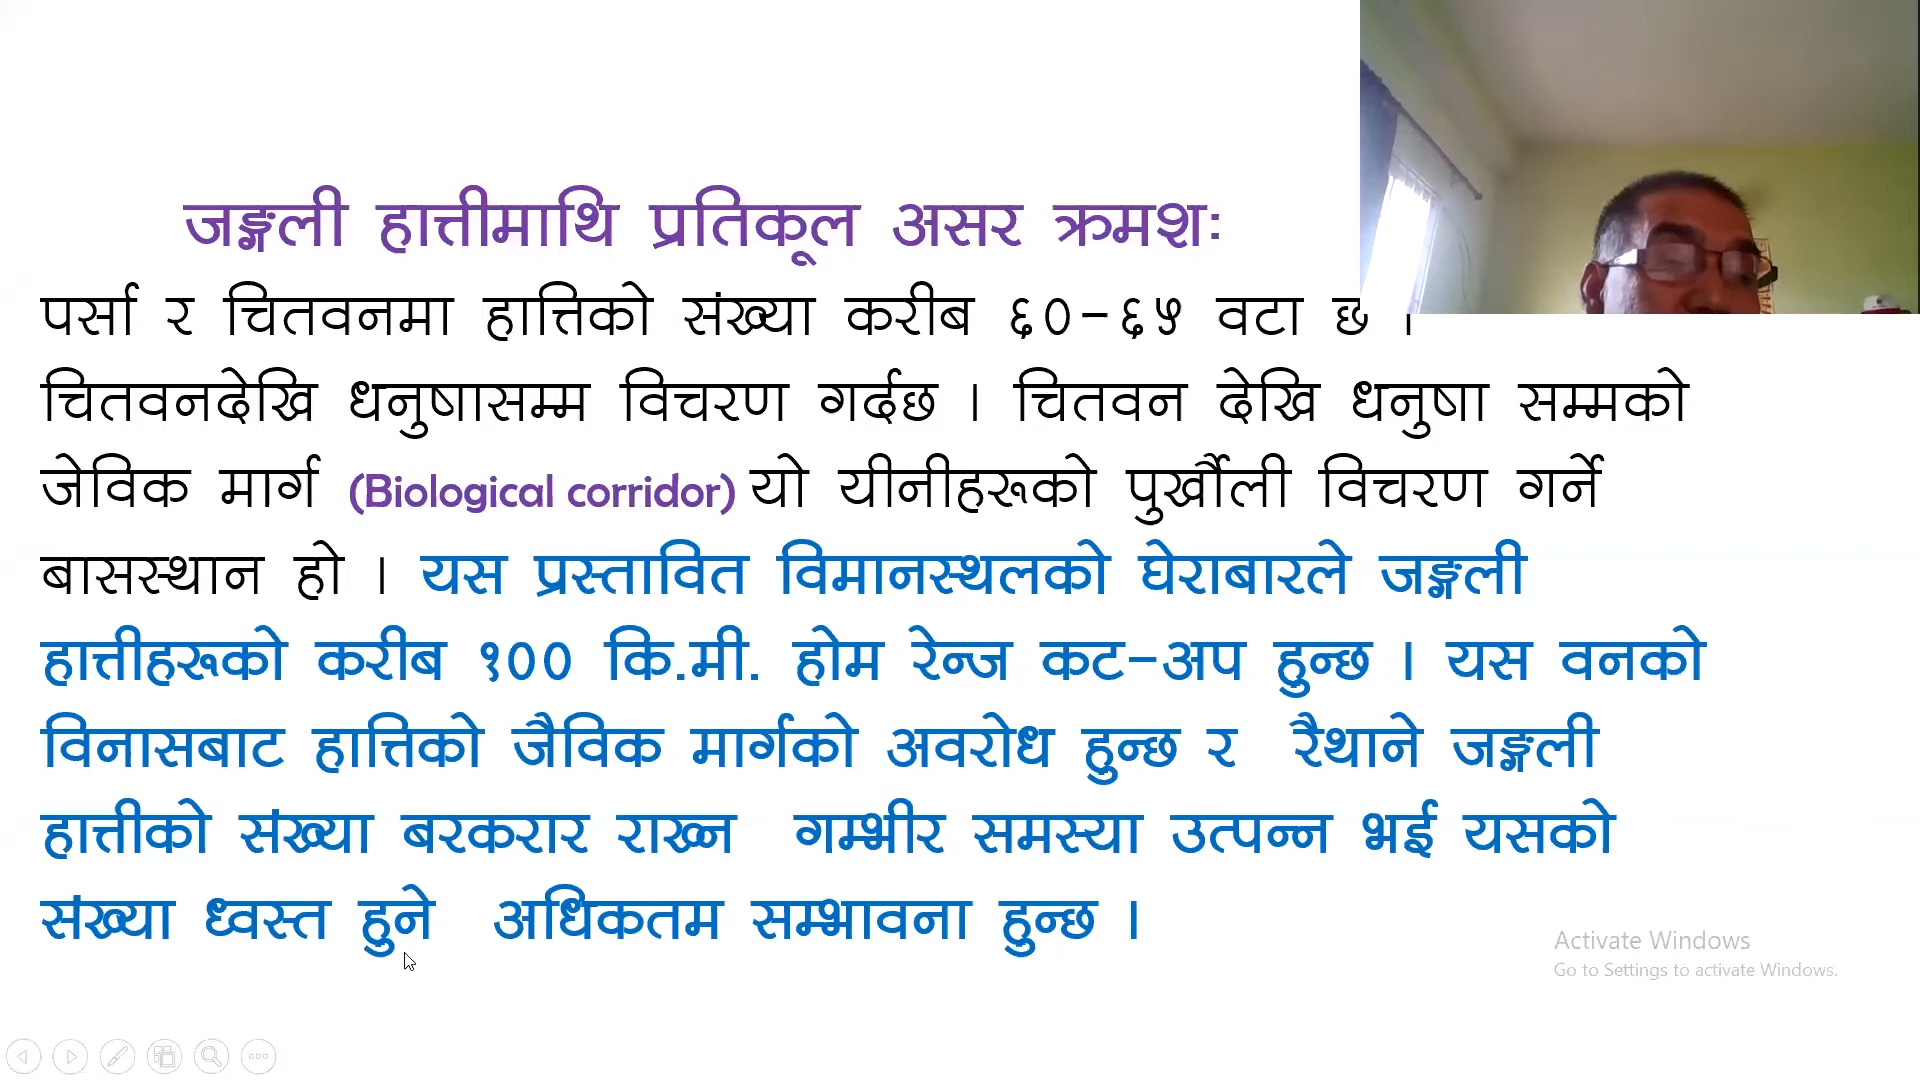 जङ्गली हात्तीमाथि प्रतिकूल असर क्रमशः
पर्सा र चितवनमा हात्तिको संख्या करीब ६०-६५ वटा छ ।
चितवनदेखि धनुषासम्म विचरण गर्दछ । चितवन देखि धनुषा सम्मको
जेविक मार्ग (Biological corridor) यो यीनीहरूको पुर्खौली विचरण गर्ने
बासस्थान हो । यस प्रस्तावित विमानस्थलको घेराबारले जङ्गली
हात्तीहरूको करीब १०० कि.मी. होम रेन्ज कट-अप हुन्छ । यस वनको
विनासबाट हात्तिको जैविक मार्गको अवरोध हुन्छ र रैथाने जङ्गली
हात्तीको संख्या बरकरार राख्न गम्भीर समस्या उत्पन्न भई यसको
संख्या ध्वस्त हुने अधिकतम सम्भावना हुन्छ ।
Activate Windows
Go to Settings to activate Windows.